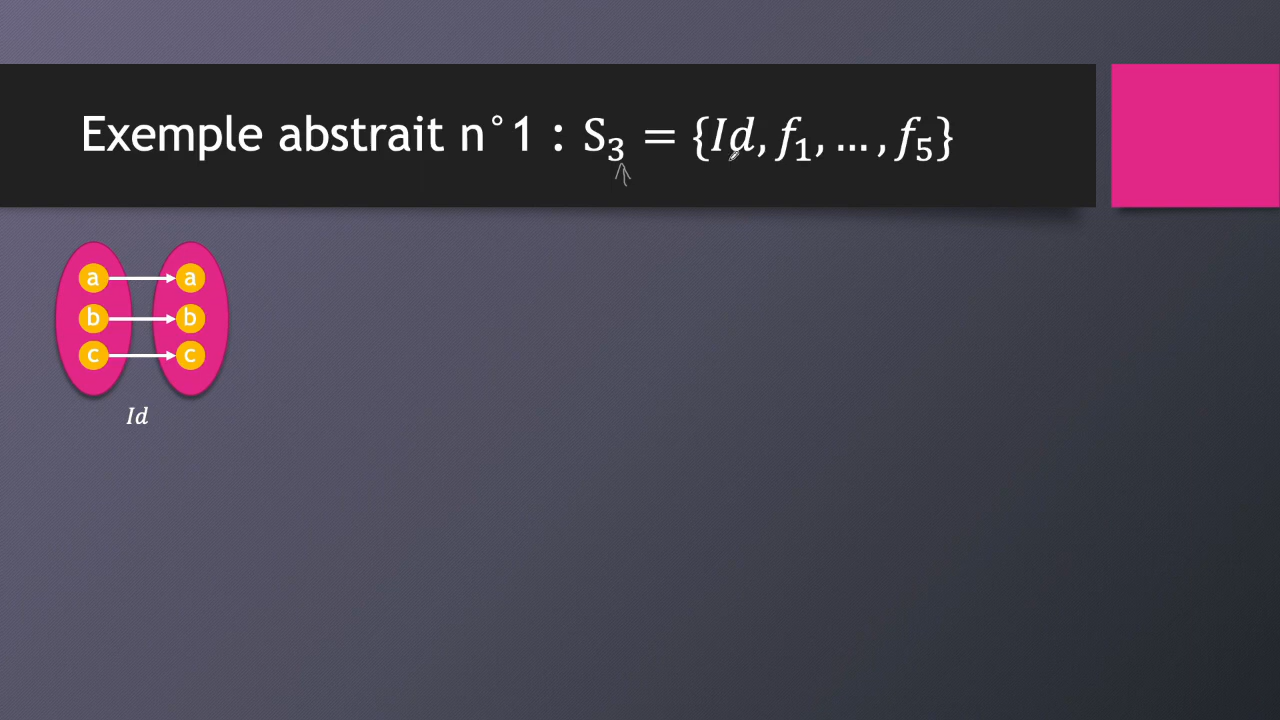 Exemple abstrait n°1 : S₃ = {Id, f₁, … , f₅}
a a
b b
c c
Id